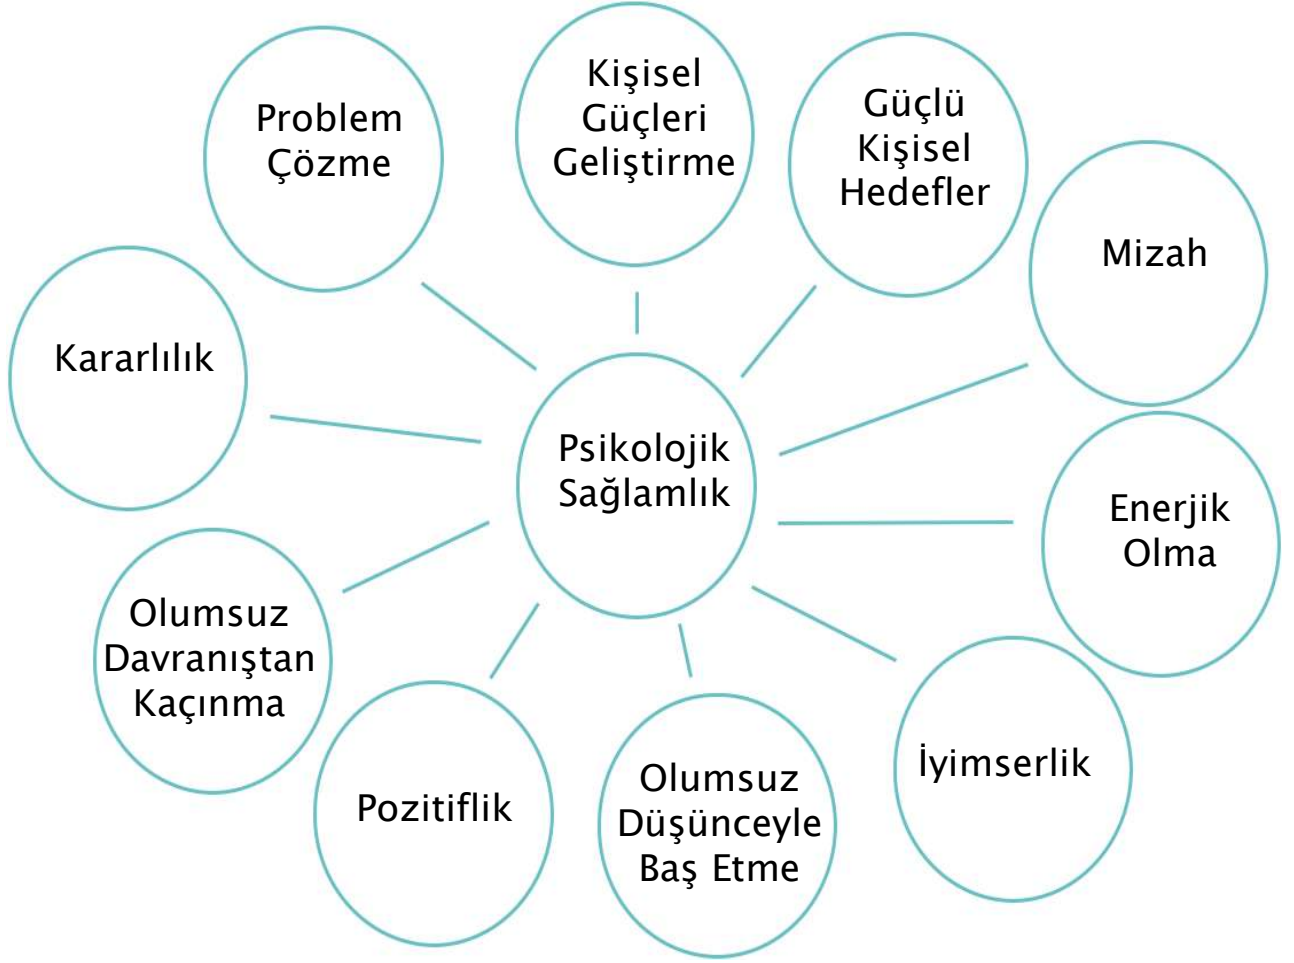 Kişisel
Güçleri
Geliştirme
Güçlü
Kişisel
Hedefler
Problem
Çözme
Mizah
Kararlılık
Psikolojik
Sağlamlık
Enerjik
Olma
Olumsuz
Davranıştan
Kaçınma
Pozitiflik
Olumsuz
Düşünceyle
Baş Etme
İyimserlik